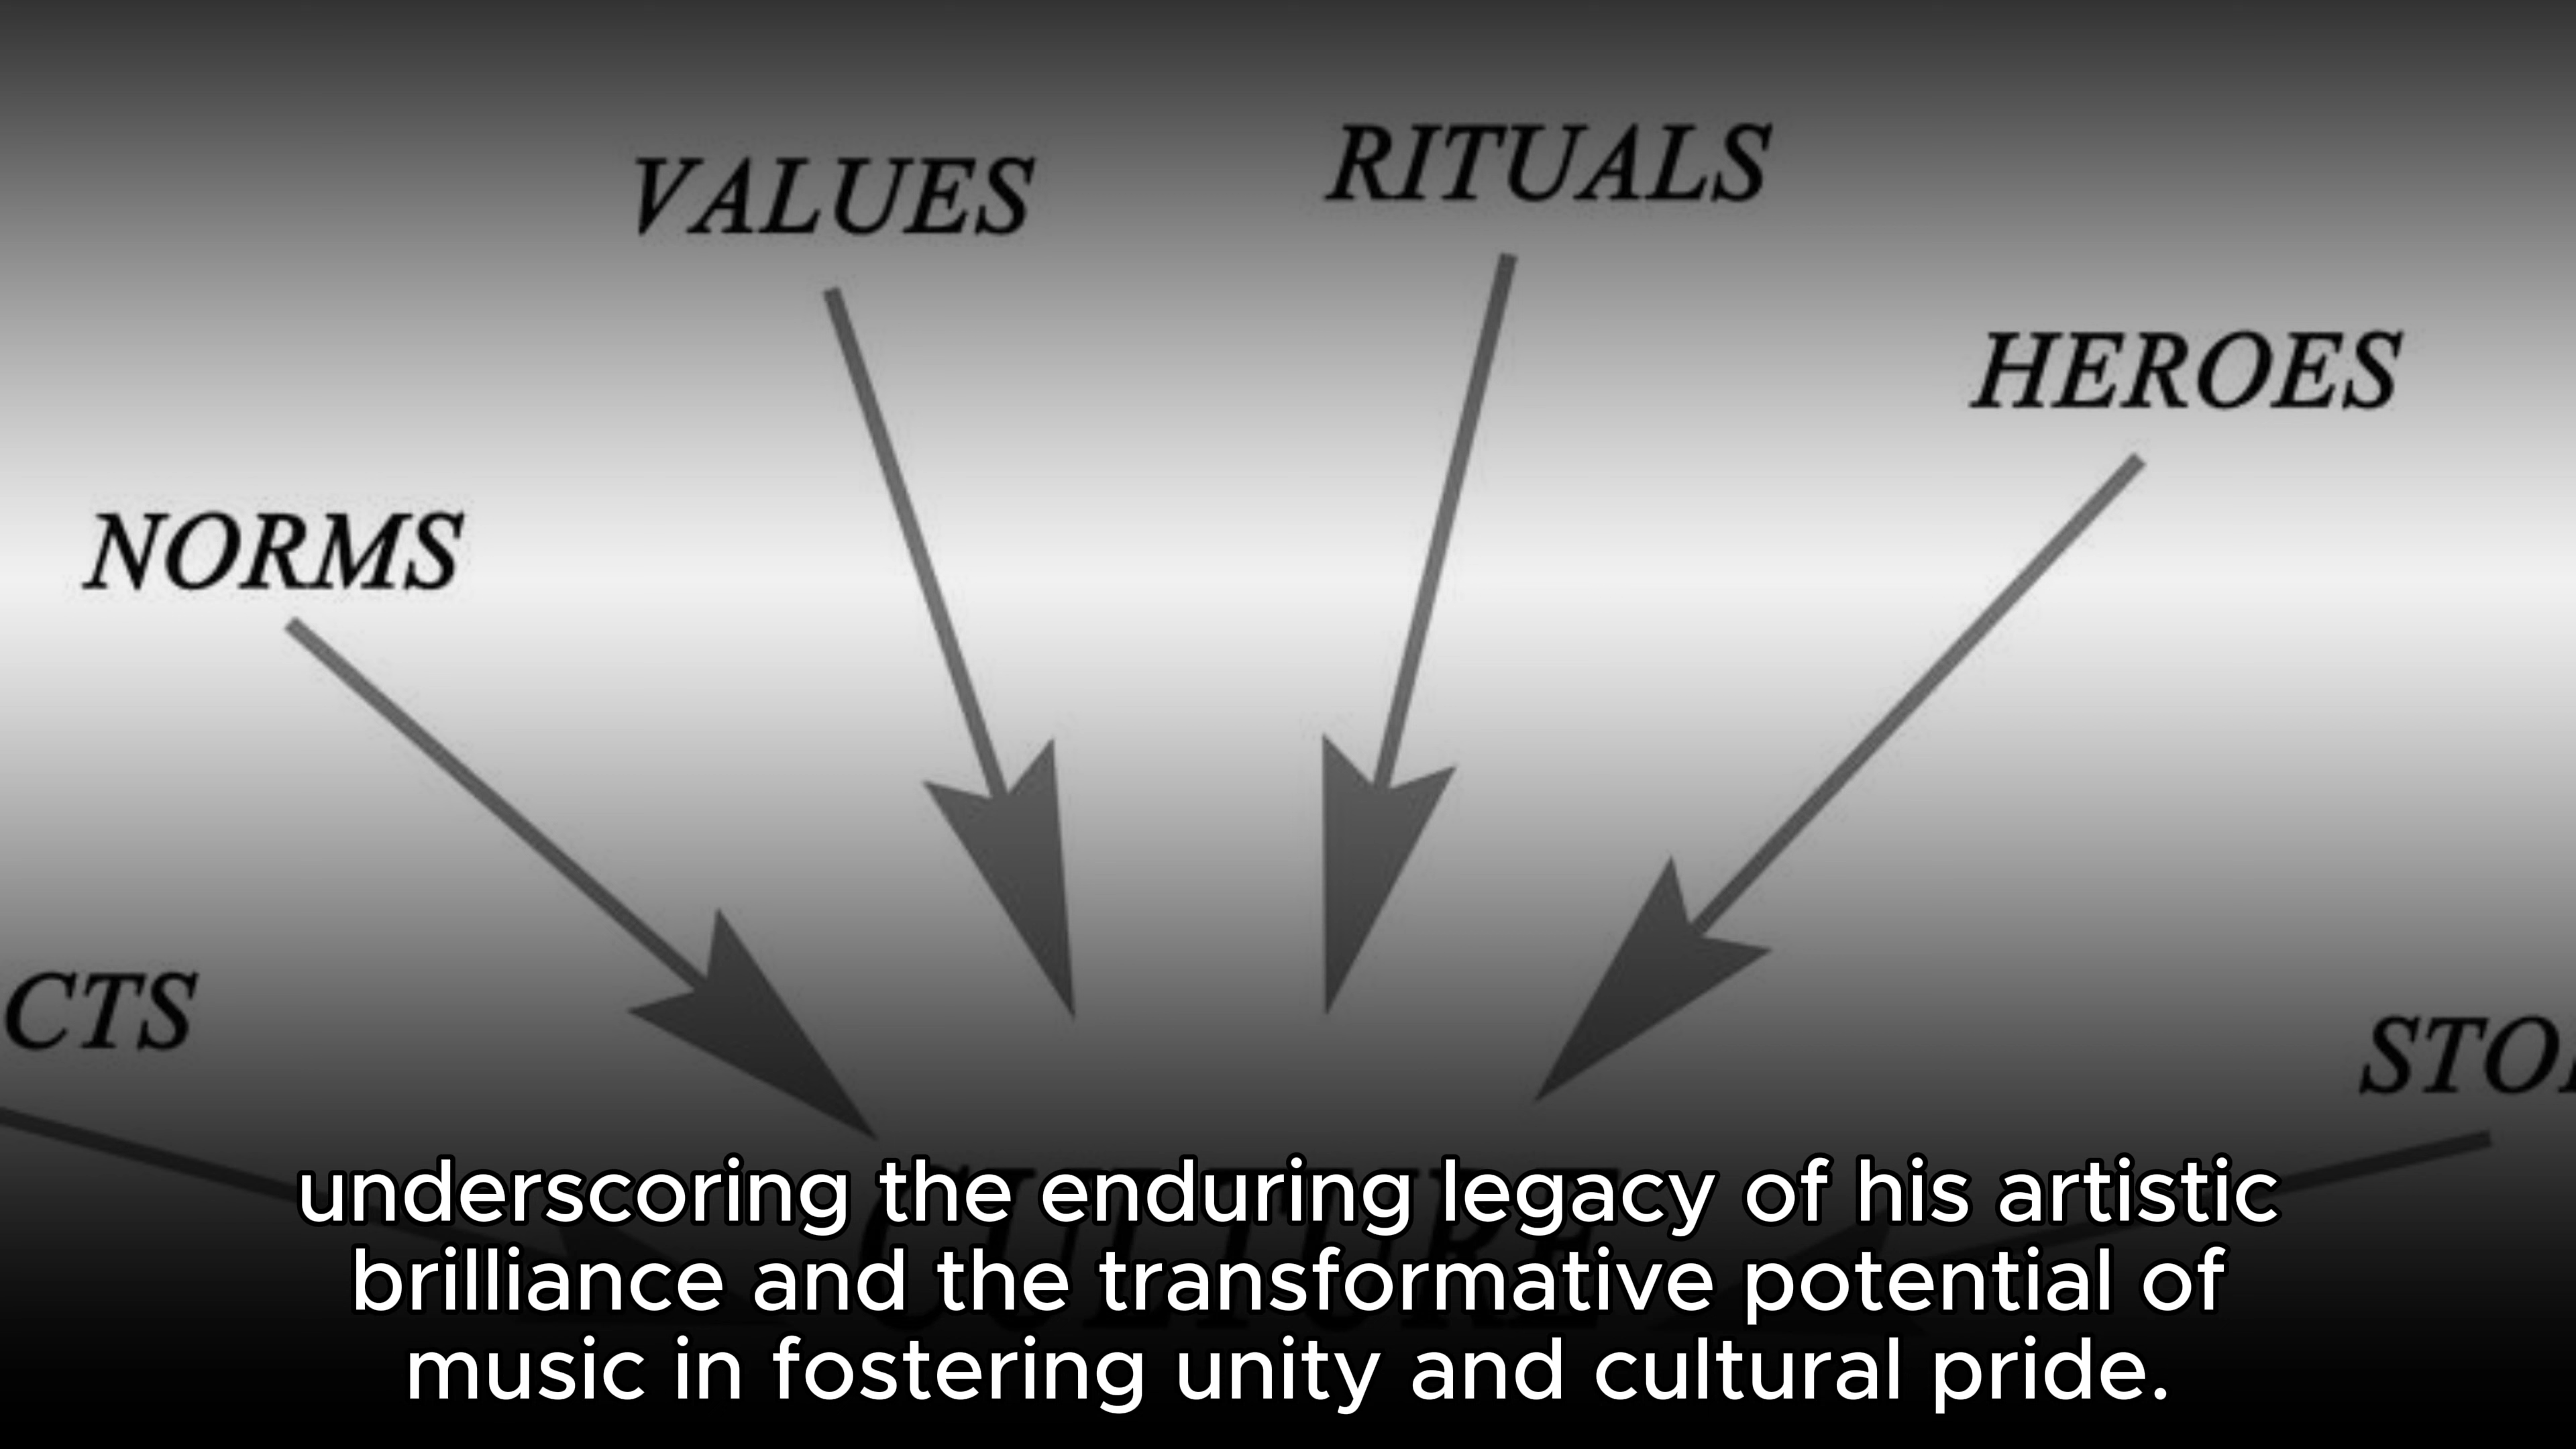 VALUES
RITUALS
HEROES
NORMS
CTS
STO
CULTURE
underscoring the enduring legacy of his artistic
brilliance and the transformative potential of
music in fostering unity and cultural pride.